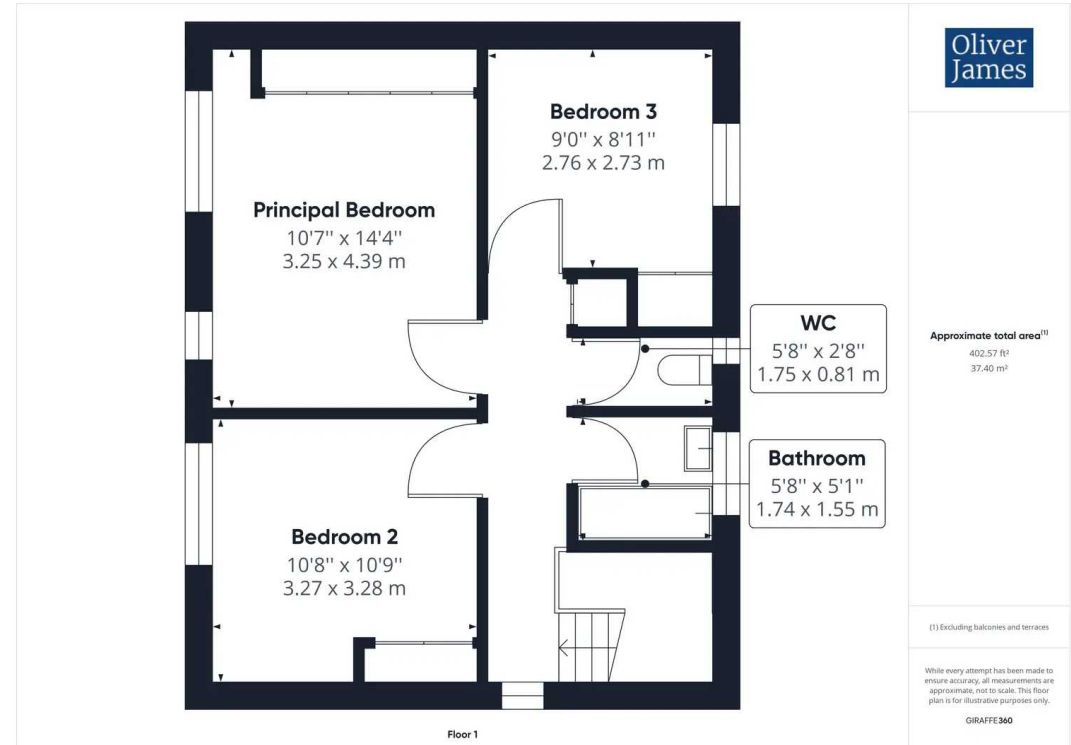 Oliver
James
Bedroom 3
9'0'' x 8'11''
2.76 x 2.73 m
Principal Bedroom
10'7'' x 14'4''
3.25 x 4.39 m
WC
5'8'' x 2'8''
1.75 x 0.81 m
Approximate total area(1)
402.57 ft²
37.40 m²
Bathroom
5'8'' x 5'1''
1.74 x 1.55 m
Bedroom 2
10'8'' x 10'9''
3.27 x 3.28 m
(1) Excluding balconies and terraces
While every attempt has been made to
ensure accuracy, all measurements are
approximate, not to scale. This floor
plan is for illustrative purposes only.
GIRAFFE360
Floor 1